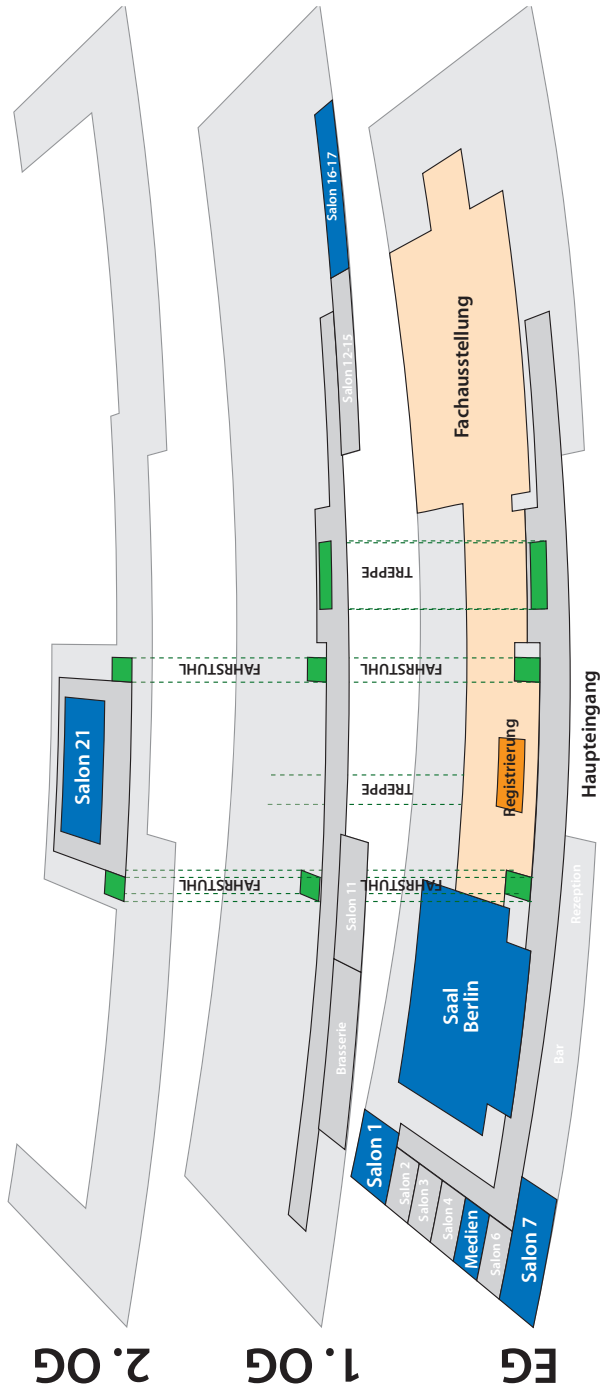 Salon 21
FAHRSTUHL
FAHRSTUHL
2. OG
Salon 16-17
Salon 12-15
Salon 11
Brasserie
1. OG
TREPPE
FAHRSTUHL
TREPPE
FAHRSTUHL
Fachausstellung
Registrierung
Haupteingang
Rezeption
Bar
Saal
Berlin
Salon 1
Salon 2
Salon 3
Salon 4
Medien
Salon 6
Salon 7
EG